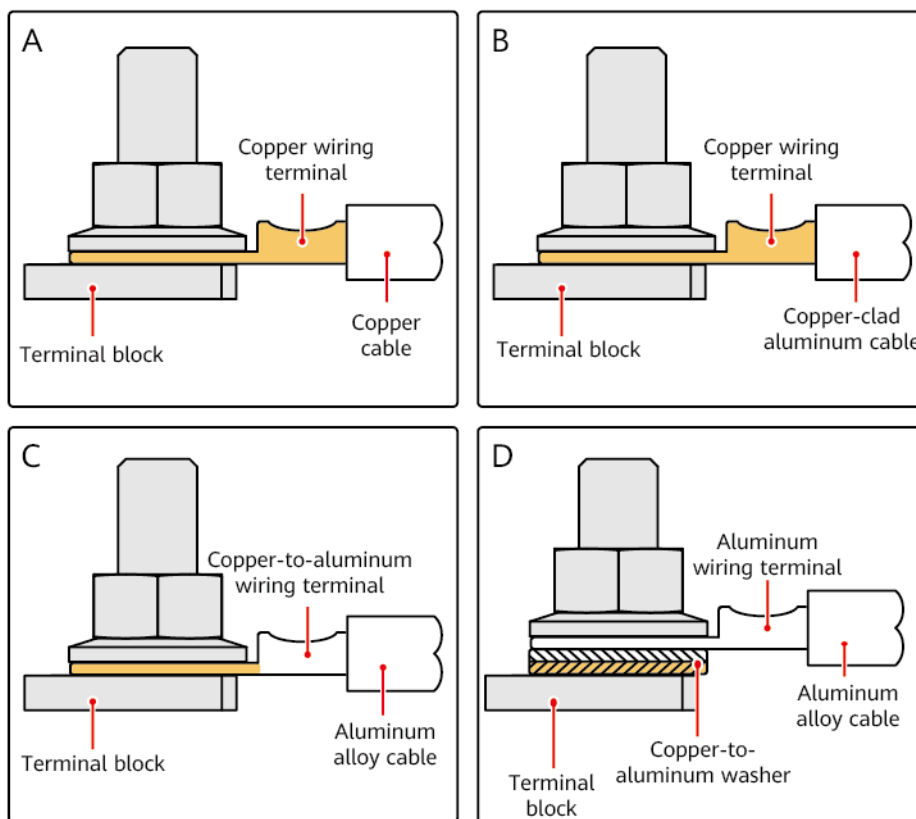 A
Copper wiring
terminal
Copper
cable
Terminal block
B
Copper wiring
terminal
Copper-clad
aluminum cable
Terminal block
C
Copper-to-aluminum
wiring terminal
Aluminum
alloy cable
Terminal block
D
Aluminum
wiring terminal
Aluminum
alloy cable
Copper-to-
aluminum washer
Terminal
block